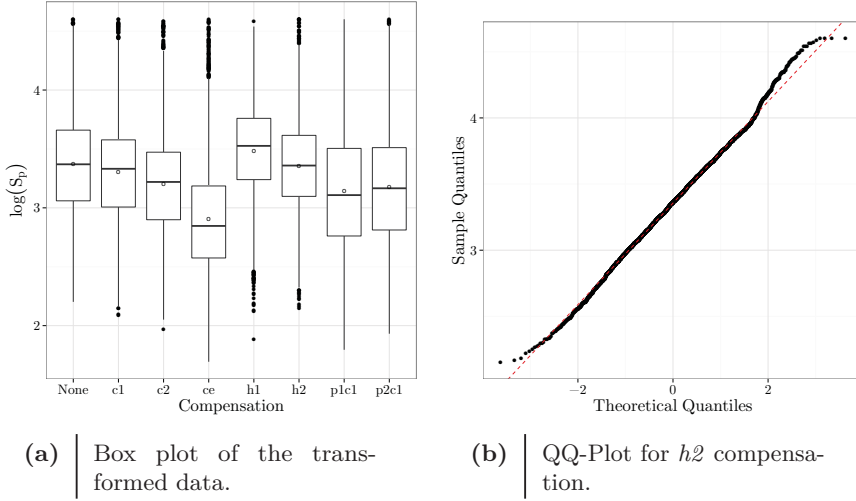 4
3
2
log(Sp)
None c1 c2 ce h1 h2 p1c1 p2c1
Compensation
4
3
Sample Quantiles
−2 0 2
Theoretical Quantiles
(a) Box plot of the trans-
formed data.
(b) QQ-Plot for h2 compensa-
tion.